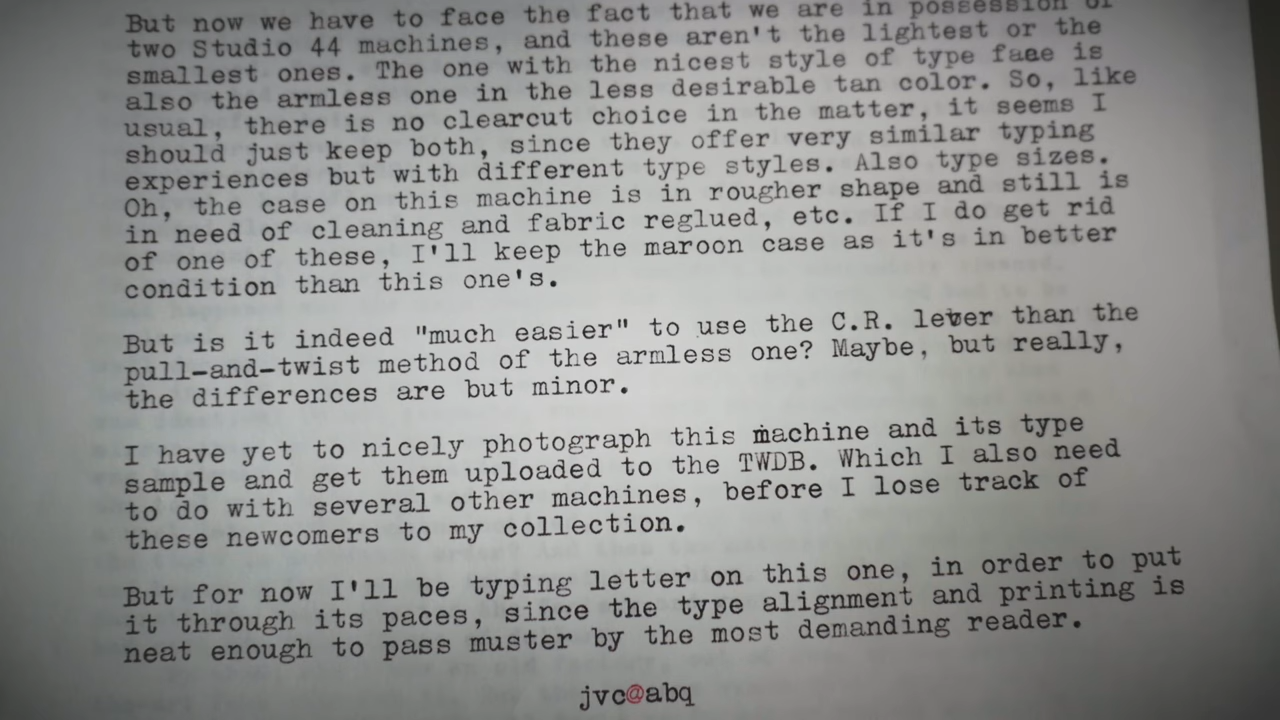 But now we have to face the fact that we are in possession of
two Studio 44 machines, and these aren't the lightest or the
smallest ones. The one with the nicest style of type face is
also the armless one in the less desirable tan color. So, like
usual, there is no clearcut choice in the matter, it seems I
should just keep both, since they offer very similar typing
experiences but with different type styles. Also type sizes.
Oh, the case on this machine is in rougher shape and still is
in need of cleaning and fabric reglued, etc. If I do get rid
of one of these, I'll keep the maroon case as it's in better
condition than this one's.

But is it indeed "much easier" to use the C.R. lever than the
pull-and-twist method of the armless one? Maybe, but really,
the differences are but minor.

I have yet to nicely photograph this machine and its type
sample and get them uploaded to the TWDB. Which I also need
to do with several other machines, before I lose track of
these newcomers to my collection.

But for now I'll be typing letter on this one, in order to put
it through its paces, since the type alignment and printing is
neat enough to pass muster by the most demanding reader.

jvc@abq